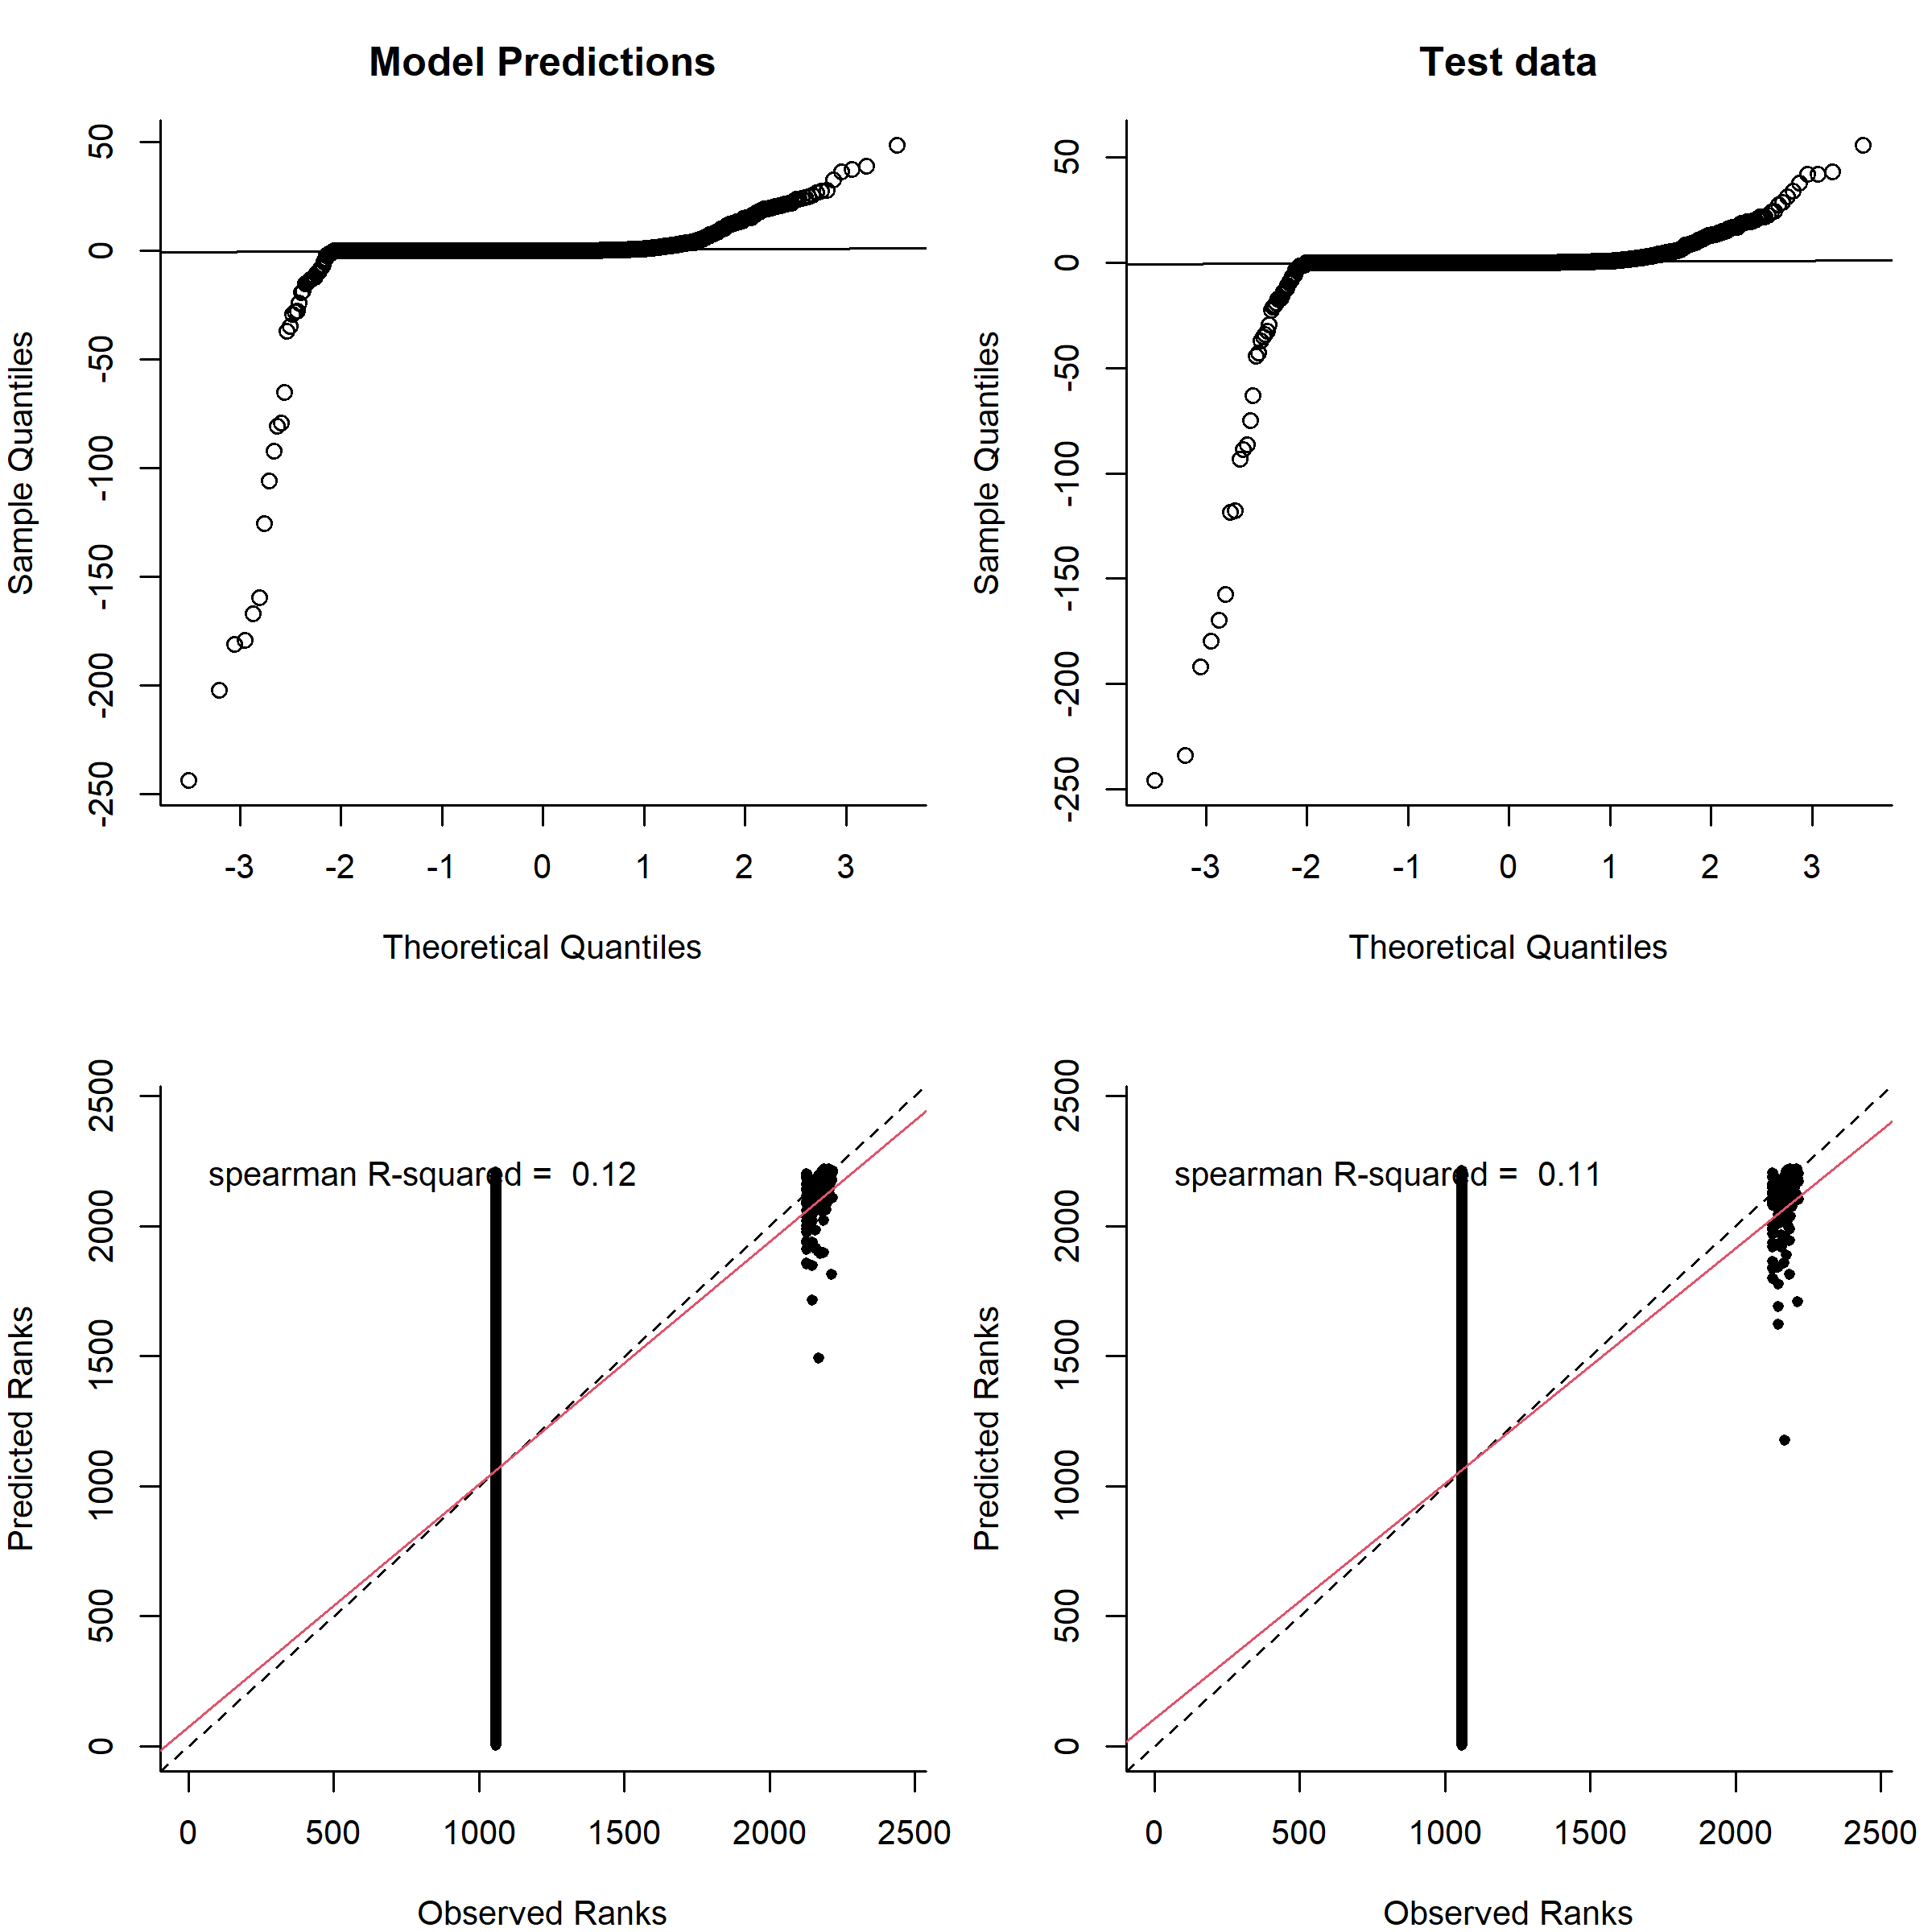 Model Predictions
Sample Quantiles
50
0
-50
-100
-150
-200
-250
-3 -2 -1 0 1 2 3
Theoretical Quantiles
Test data
Sample Quantiles
50
0
-50
-100
-150
-200
-250
-3 -2 -1 0 1 2 3
Theoretical Quantiles
Predicted Ranks
2500
2000
1500
1000
500
0
spearman R-squared = 0.12
0 500 1000 1500 2000 2500
Observed Ranks
Predicted Ranks
2500
2000
1500
1000
500
0
spearman R-squared = 0.11
0 500 1000 1500 2000 2500
Observed Ranks